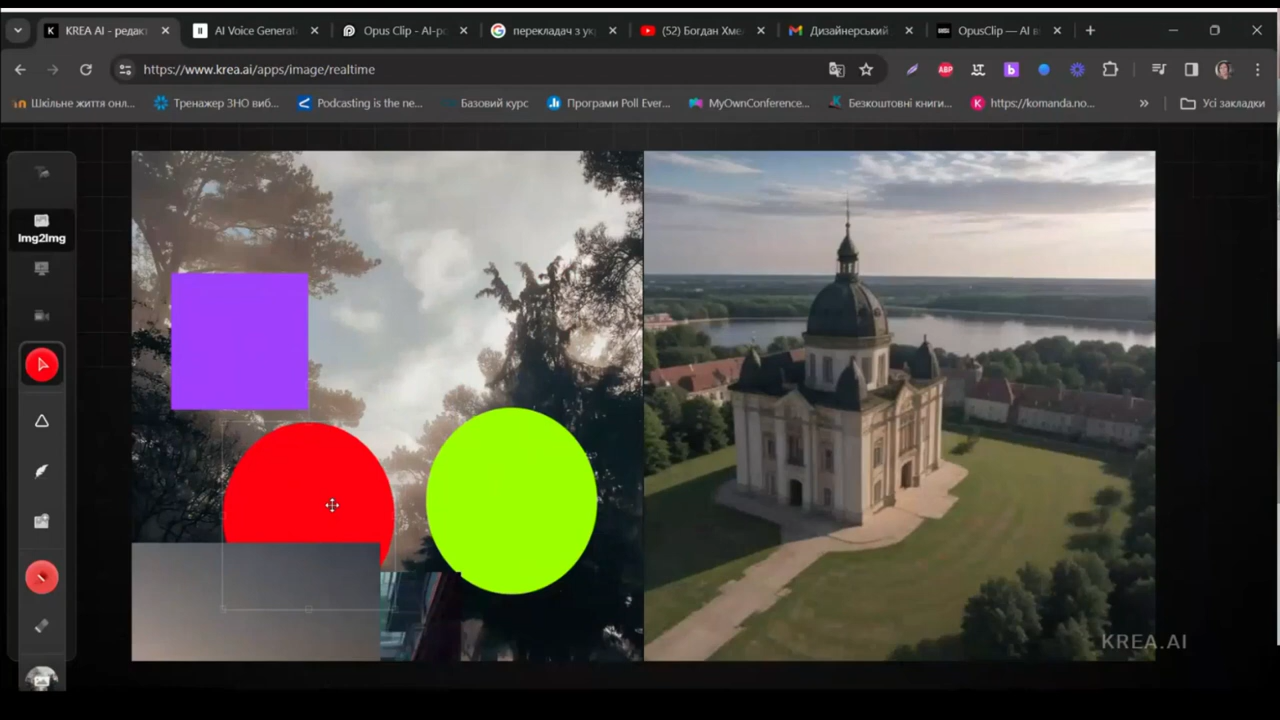 KREA AI - редакт
AI Voice Generat
Opus Clip - AI-ро
перекладач з ук
(52) Богдан Хме
Дизайнерський
OpusClip — AI в
https://www.krea.ai/apps/image/realtime
Шкільне життя онл...
Тренажер ЗНО виб...
Podcasting is the ne...
Базовий курс
Програми Poll Ever...
MyOwnConference...
Безкоштовні книги...
https://komanda.no...
Усі закладки
Img2Img
KREA.AI